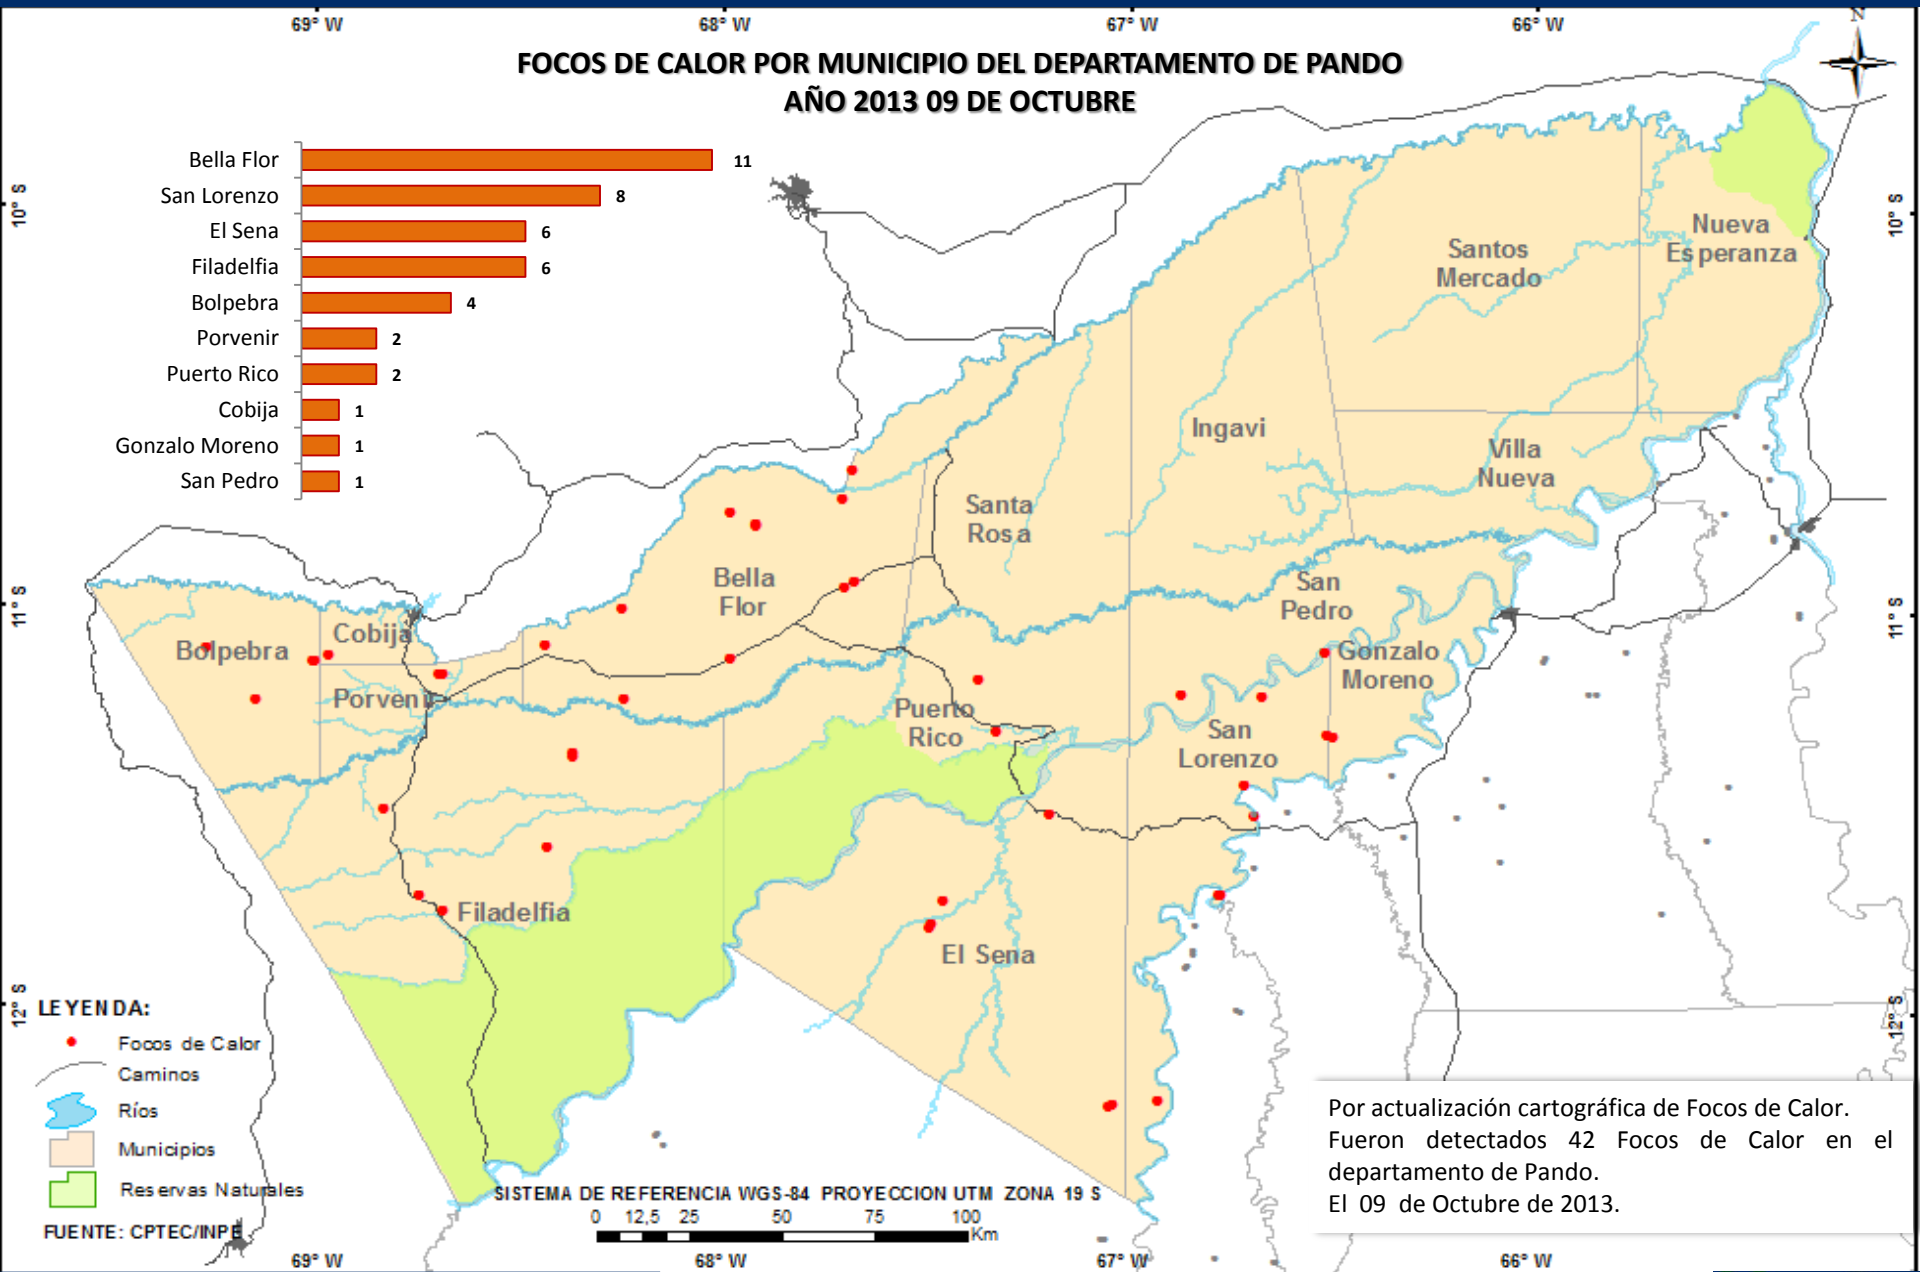 69° W
68° W
67° W
66° W
N
FOCOS DE CALOR POR MUNICIPIO DEL DEPARTAMENTO DE PANDO
AÑO 2013 09 DE OCTUBRE
Bella Flor 11
San Lorenzo 8
El Sena 6
Filadelfia 6
Bolpebra 4
Porvenir 2
Puerto Rico 2
Cobija 1
Gonzalo Moreno 1
San Pedro 1
10° S
10° S
11° S
11° S
12° S
12° S
Nueva
Esperanza
Santos
Mercado
Ingavi
Villa
Nueva
Santa
Rosa
Bella
Flor
San
Pedro
Cobija
Bolpebra
Gonzalo
Moreno
Porvenir
Puerto
Rico
San
Lorenzo
Filadelfia
El Sena
LEYENDA:
Focos de Calor
Caminos
Ríos
Municipios
Reservas Naturales
FUENTE: CPTEC/INPE
SISTEMA DE REFERENCIA WGS-84 PROYECCION UTM ZONA 19 S
0 12,5 25 50 75 100
Km
Por actualización cartográfica de Focos de Calor.
Fueron detectados 42 Focos de Calor en el
departamento de Pando.
El 09 de Octubre de 2013.
69° W
68° W
67° W
66° W